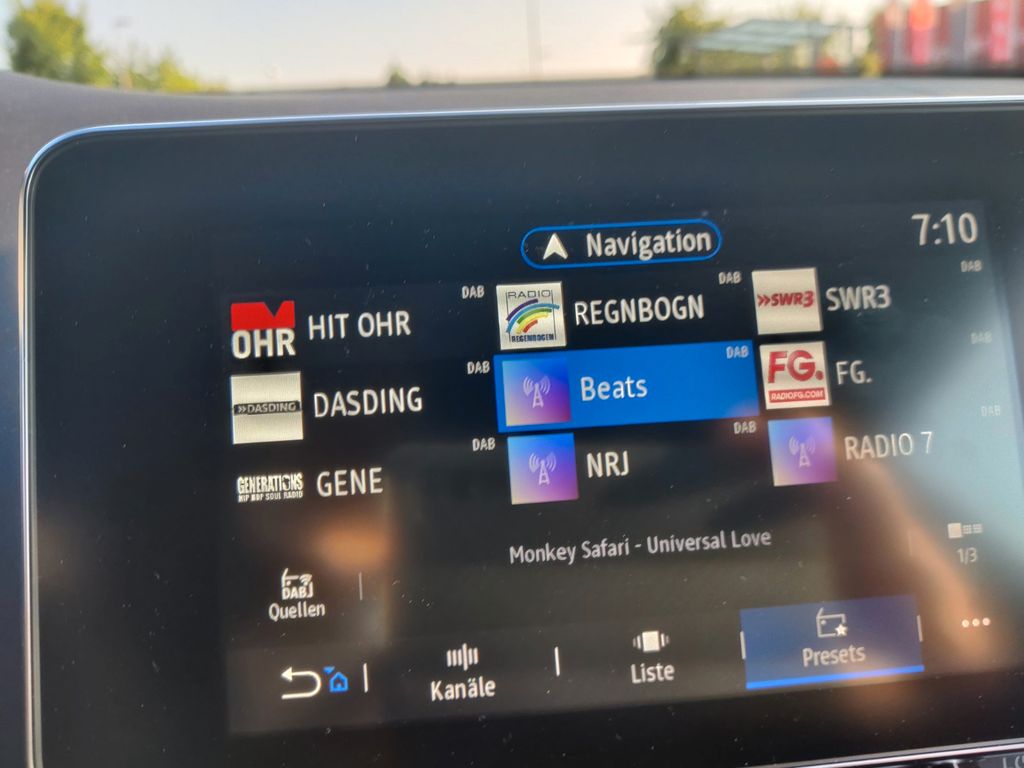 Navigation
7:10
OHR HIT OHR DAB
RADIO REGENBOGEN REGNBOGN DAB
»SWR3 SWR3 DAB
»DASDING DASDING DAB
Beats DAB
FG. RADIOFG.COM FG. DAB
GENERATIONS HIP HOP SOUL RADIO GENE DAB
NRJ DAB
RADIO 7 DAB
Monkey Safari - Universal Love
1/3
DAB
Quellen
Kanäle
Liste
Presets